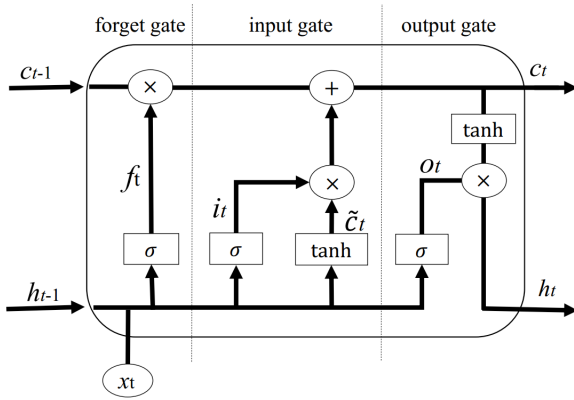 forget gate input gate output gate
cₜ₋₁ × + cₜ
tanh
fₜ iₜ × oₜ ×
c̃ₜ
σ σ tanh σ
hₜ₋₁ hₜ
xₜ